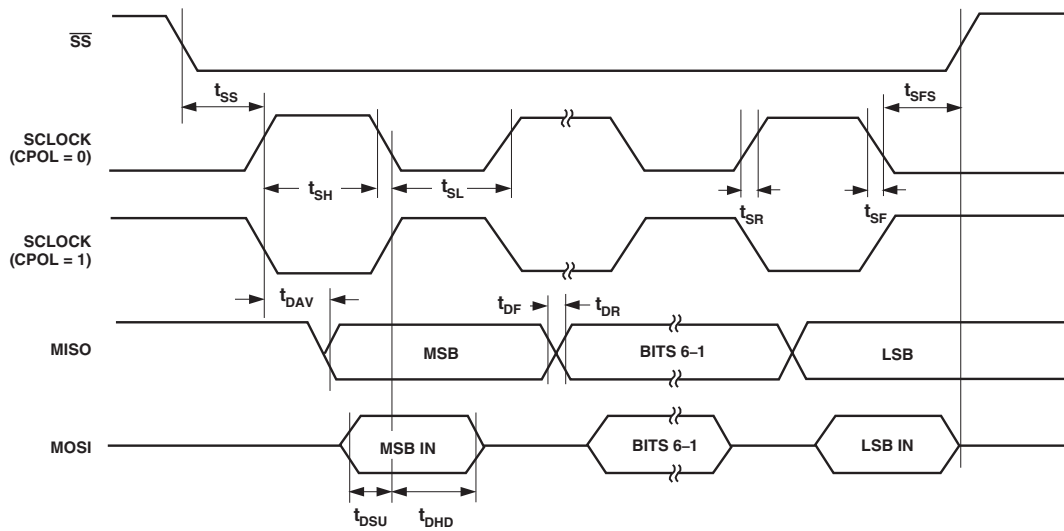 SS
tSS
tSFS
SCLOCK
(CPOL = 0)
tSH
tSL
tSR
tSF
SCLOCK
(CPOL = 1)
tDAV
tDF
tDR
MISO
MSB
BITS 6–1
LSB
MOSI
MSB IN
BITS 6–1
LSB IN
tDSU
tDHD